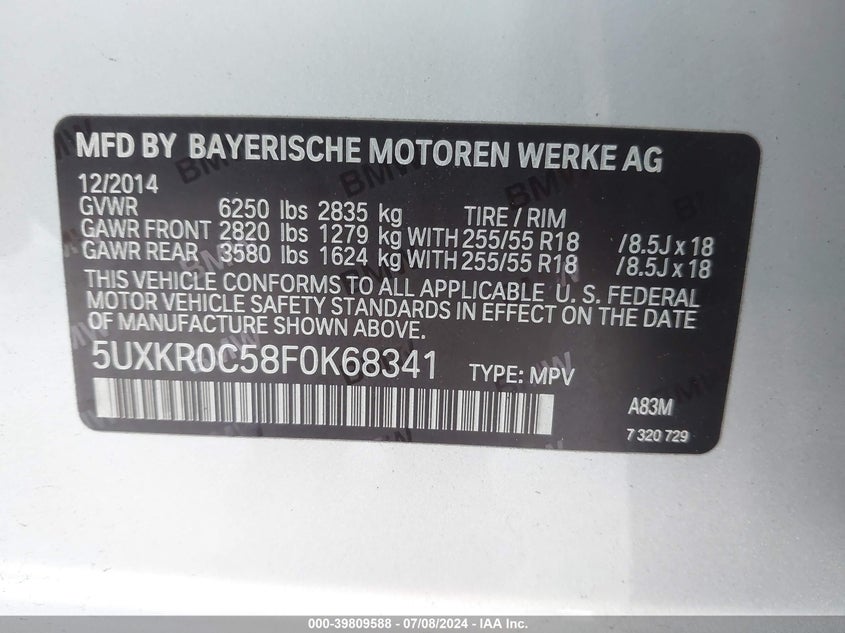 MFD BY BAYERISCHE MOTOREN WERKE AG
12/2014
GVWR 6250 lbs 2835 kg TIRE / RIM
GAWR FRONT 2820 lbs 1279 kg WITH 255/55 R18 /8.5J x 18
GAWR REAR 3580 lbs 1624 kg WITH 255/55 R18 /8.5J x 18
THIS VEHICLE CONFORMS TO ALL APPLICABLE U. S. FEDERAL
MOTOR VEHICLE SAFETY STANDARDS IN EFFECT ON THE DATE
OF MANUFACTURE SHOWN ABOVE.
5UXKR0C58F0K68341 TYPE: MPV
A83M
7 320 729
000-39809588 - 07/08/2024 - IAA Inc.